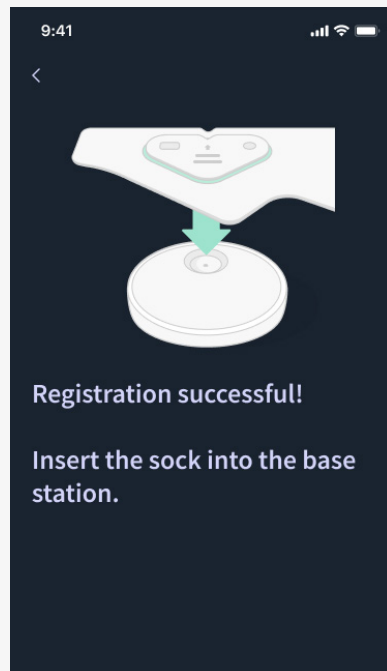 9:41
Registration successful!
Insert the sock into the base
station.